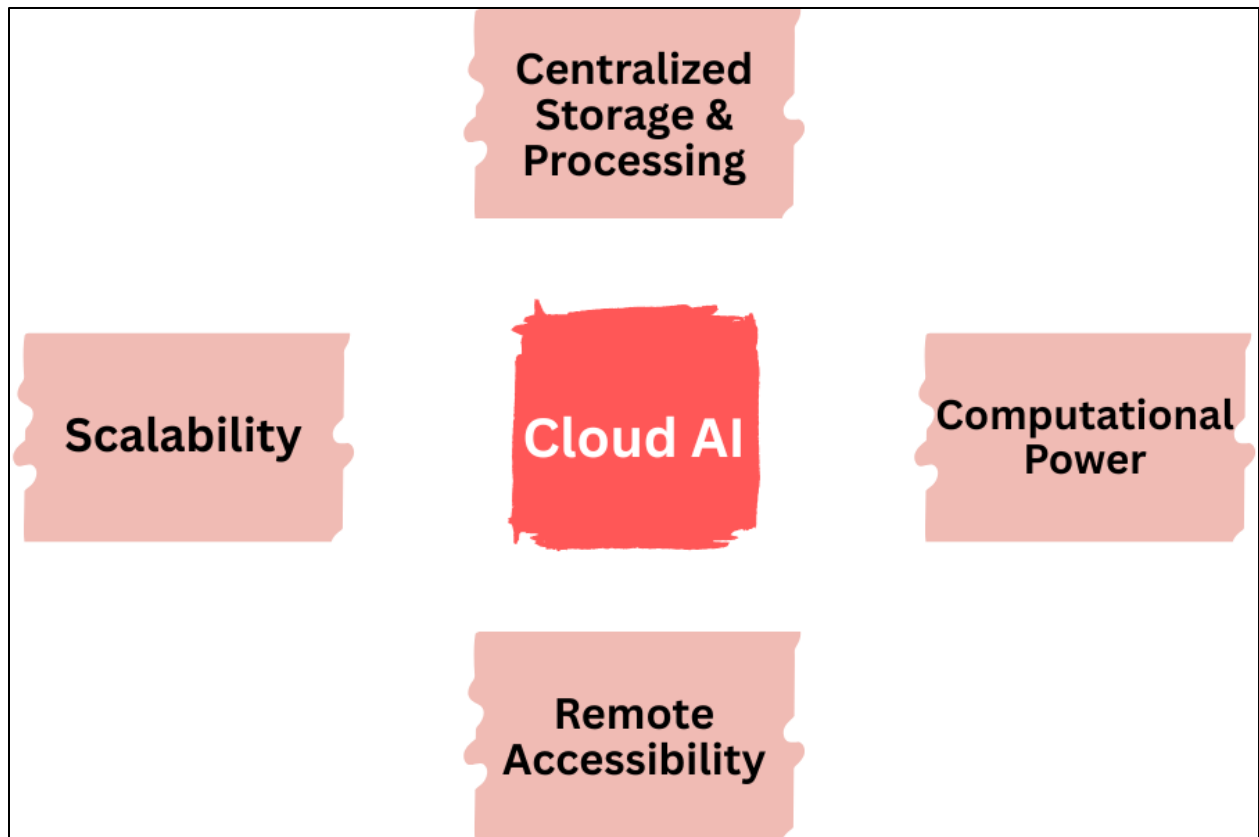 Centralized
Storage &
Processing
Scalability
Cloud AI
Computational
Power
Remote
Accessibility